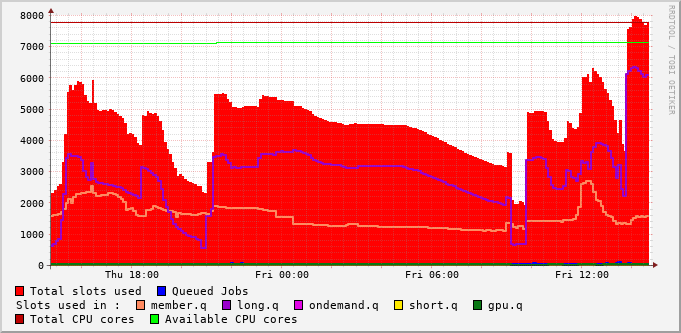 8000
7000
6000
5000
4000
3000
2000
1000
0
Thu 18:00 Fri 00:00 Fri 06:00 Fri 12:00
RRDTOOL / TOBI OETIKER
Total slots used Queued Jobs
Slots used in : member.q long.q ondemand.q short.q gpu.q
Total CPU cores Available CPU cores